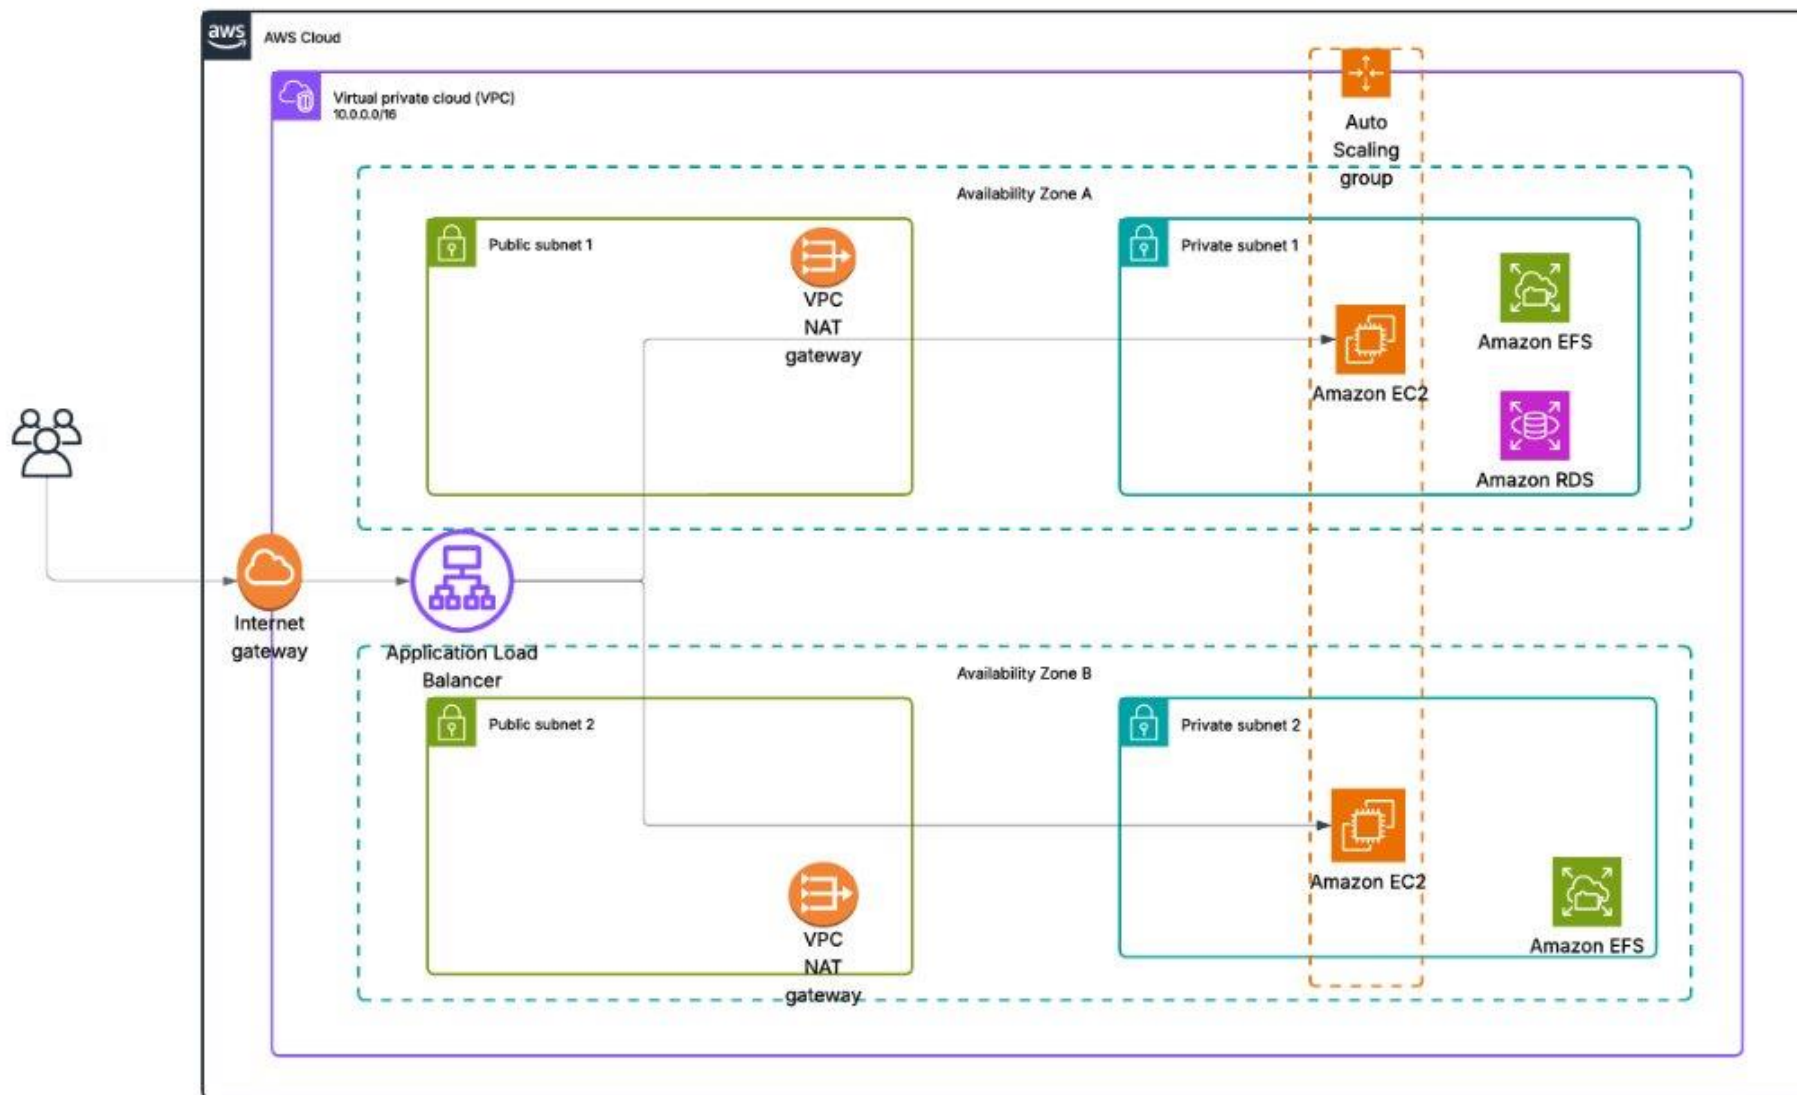 aws
AWS Cloud
Virtual private cloud (VPC)
10.0.0.0/16
Auto
Scaling
group
Availability Zone A
Public subnet 1
VPC
NAT
gateway
Private subnet 1
Amazon EC2
Amazon EFS
Amazon RDS
Internet
gateway
Application Load
Balancer
Availability Zone B
Public subnet 2
VPC
NAT
gateway
Private subnet 2
Amazon EC2
Amazon EFS